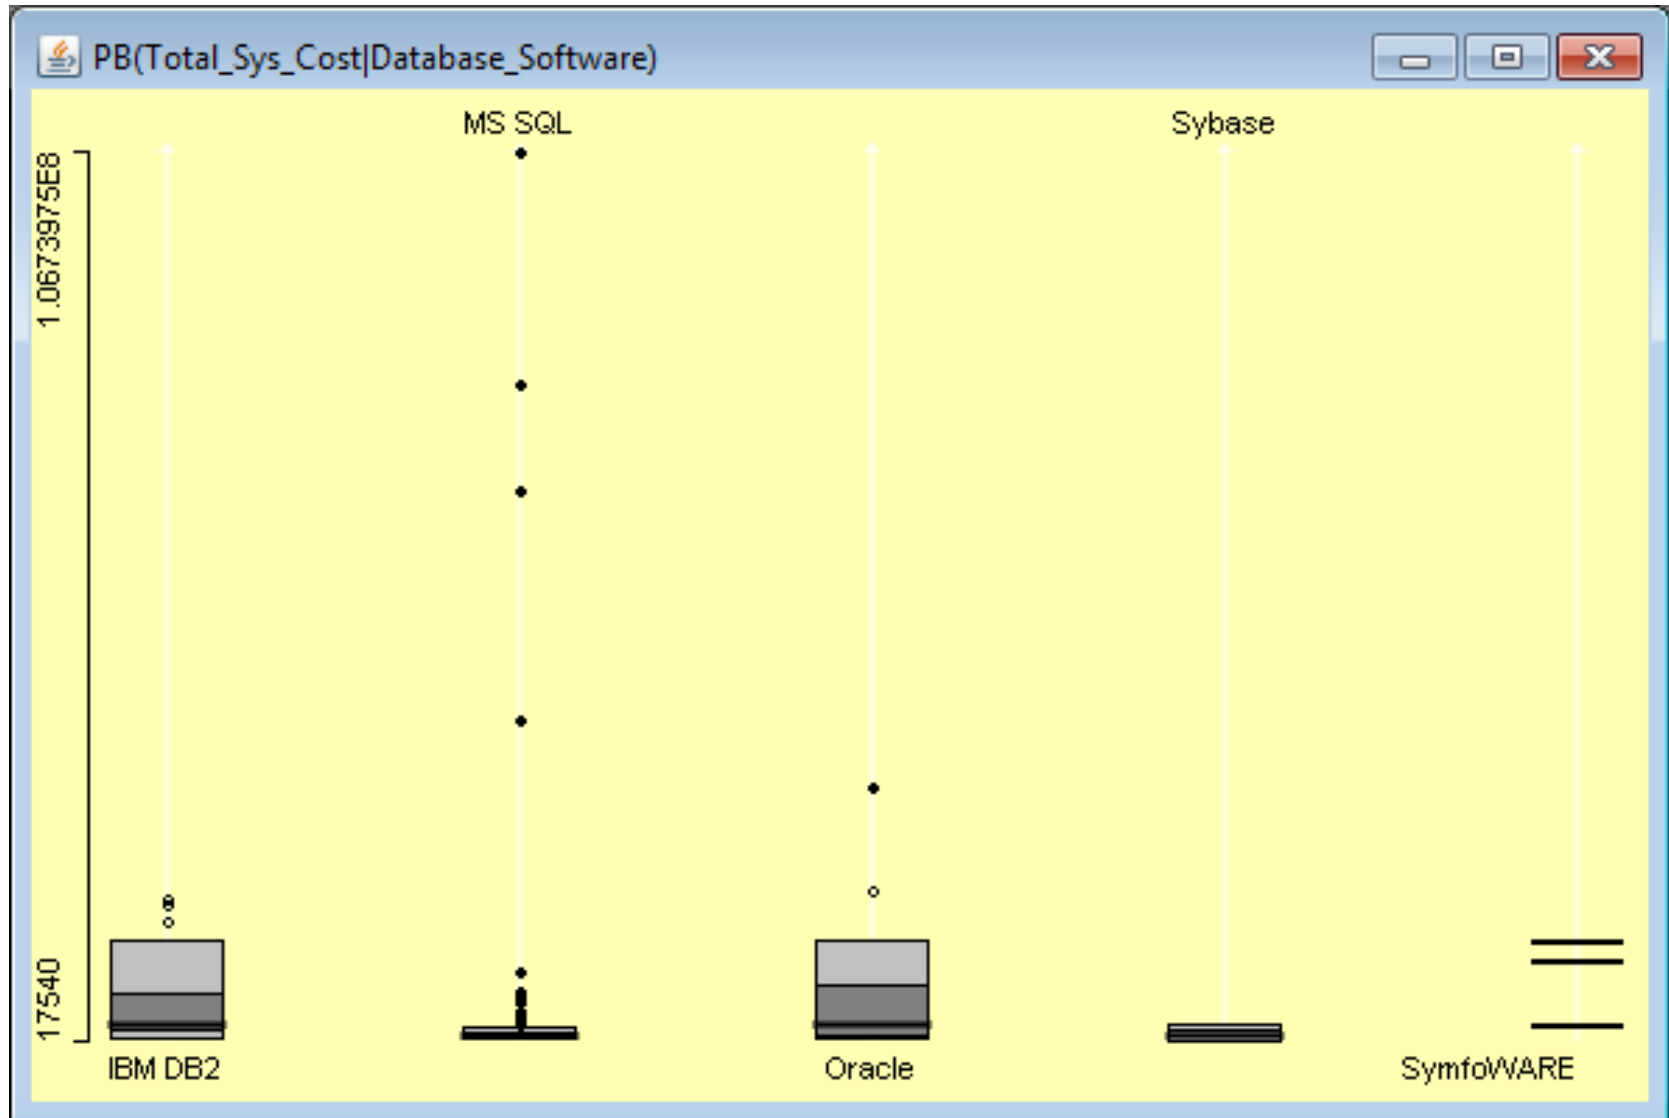 PB(Total_Sys_Cost|Database_Software)
MS SQL
Sybase
1.0673975E8
17540
IBM DB2
Oracle
SymfoWARE